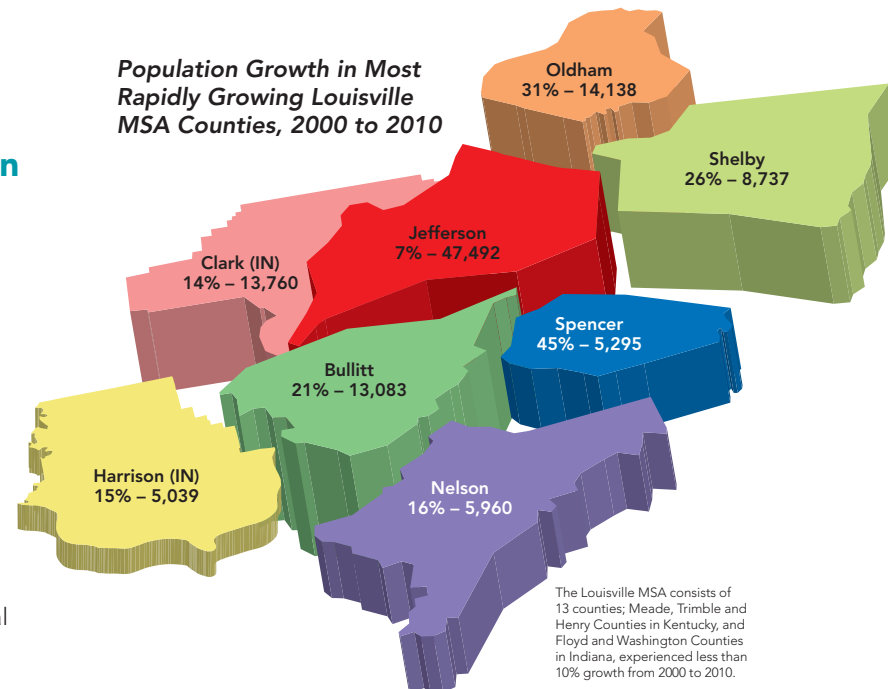 Population Growth in Most
Rapidly Growing Louisville
MSA Counties, 2000 to 2010
n
Oldham
31% – 14,138
Shelby
26% – 8,737
Jefferson
7% – 47,492
Clark (IN)
14% – 13,760
Spencer
45% – 5,295
Bullitt
21% – 13,083
Harrison (IN)
15% – 5,039
Nelson
16% – 5,960
al
The Louisville MSA consists of
13 counties; Meade, Trimble and
Henry Counties in Kentucky, and
Floyd and Washington Counties
in Indiana, experienced less than
10% growth from 2000 to 2010.